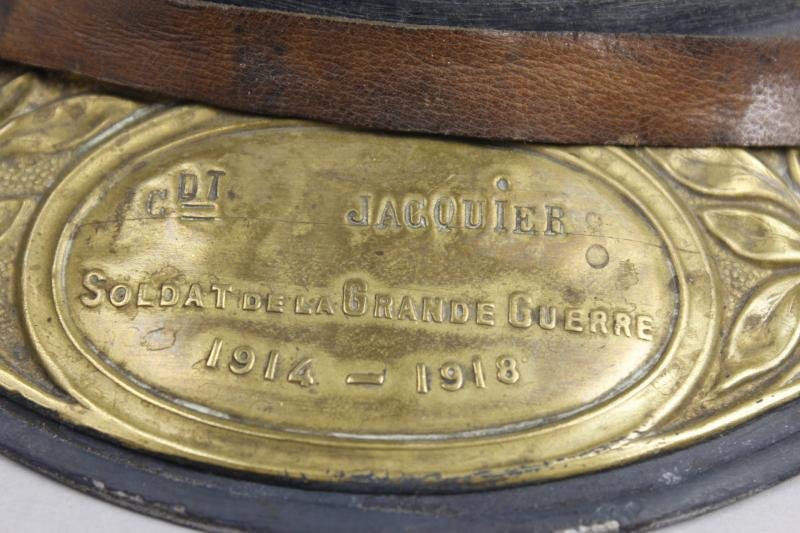 CDT JACQUIER
SOLDAT DE LA GRANDE GUERRE
1914 - 1918